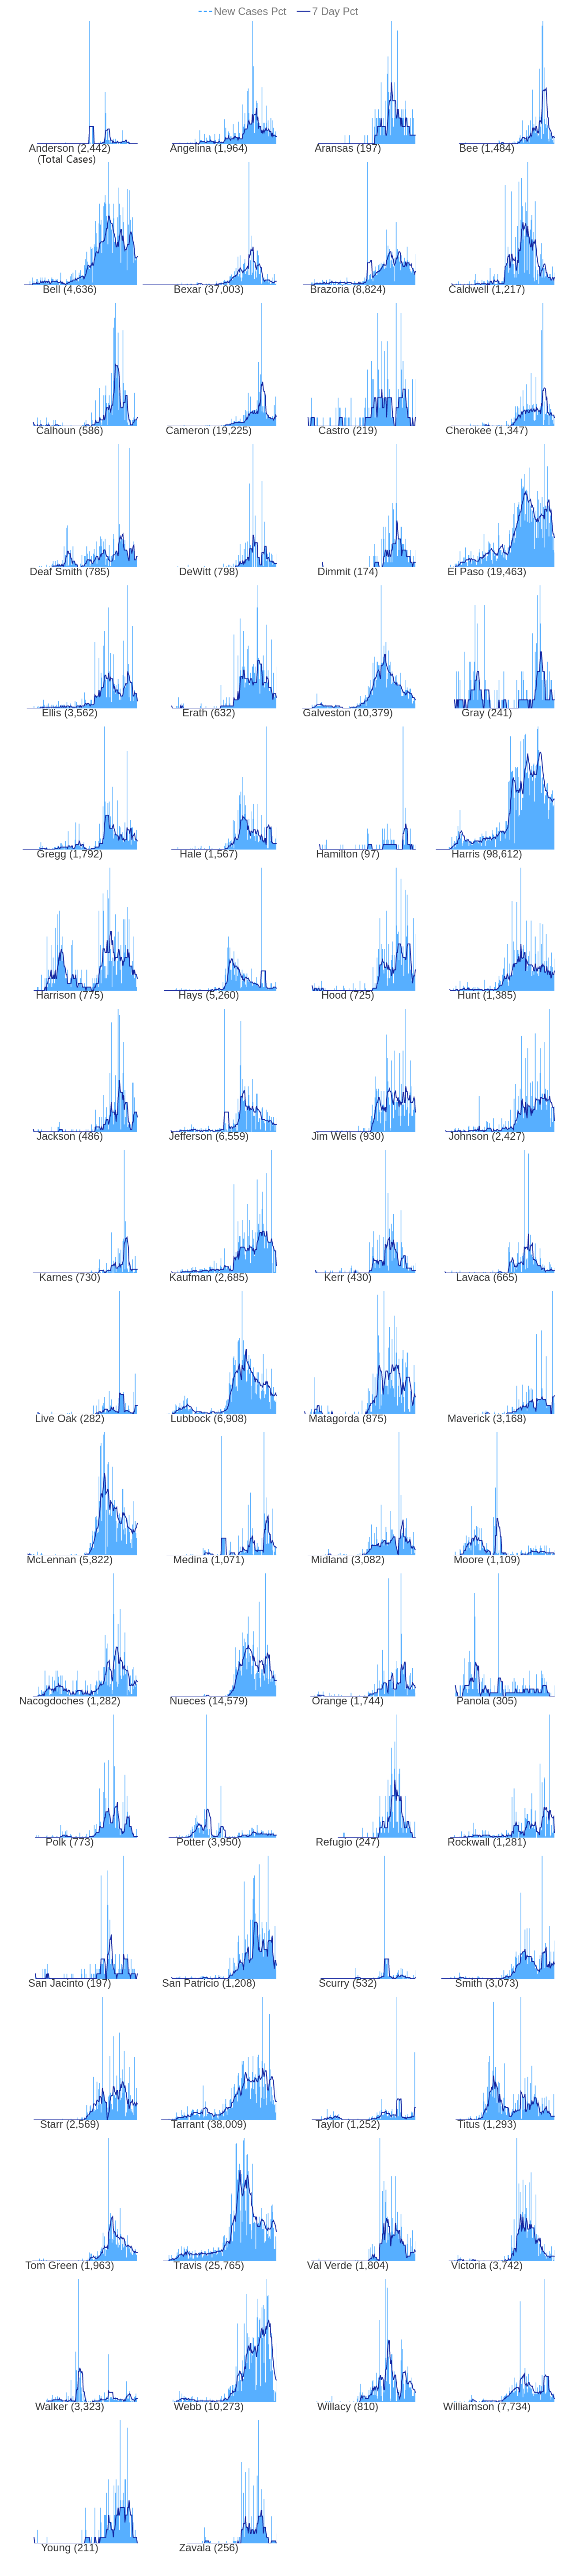 New Cases Pct 7 Day Pct
Anderson (2,442) Angelina (1,964) Aransas (197) Bee (1,484)
(Total Cases)
Bell (4,636) Bexar (37,003) Brazoria (8,824) Caldwell (1,217)
Calhoun (586) Cameron (19,225) Castro (219) Cherokee (1,347)
Deaf Smith (785) DeWitt (798) Dimmit (174) El Paso (19,463)
Ellis (3,562) Erath (632) Galveston (10,379) Gray (241)
Gregg (1,792) Hale (1,567) Hamilton (97) Harris (98,612)
Harrison (775) Hays (5,260) Hood (725) Hunt (1,385)
Jackson (486) Jefferson (6,559) Jim Wells (930) Johnson (2,427)
Karnes (730) Kaufman (2,685) Kerr (430) Lavaca (665)
Live Oak (282) Lubbock (6,908) Matagorda (875) Maverick (3,168)
McLennan (5,822) Medina (1,071) Midland (3,082) Moore (1,109)
Nacogdoches (1,282) Nueces (14,579) Orange (1,744) Panola (305)
Polk (773) Potter (3,950) Refugio (247) Rockwall (1,281)
San Jacinto (197) San Patricio (1,208) Scurry (532) Smith (3,073)
Starr (2,569) Tarrant (38,009) Taylor (1,252) Titus (1,293)
Tom Green (1,963) Travis (25,765) Val Verde (1,804) Victoria (3,742)
Walker (3,323) Webb (10,273) Willacy (810) Williamson (7,734)
Young (211) Zavala (256)